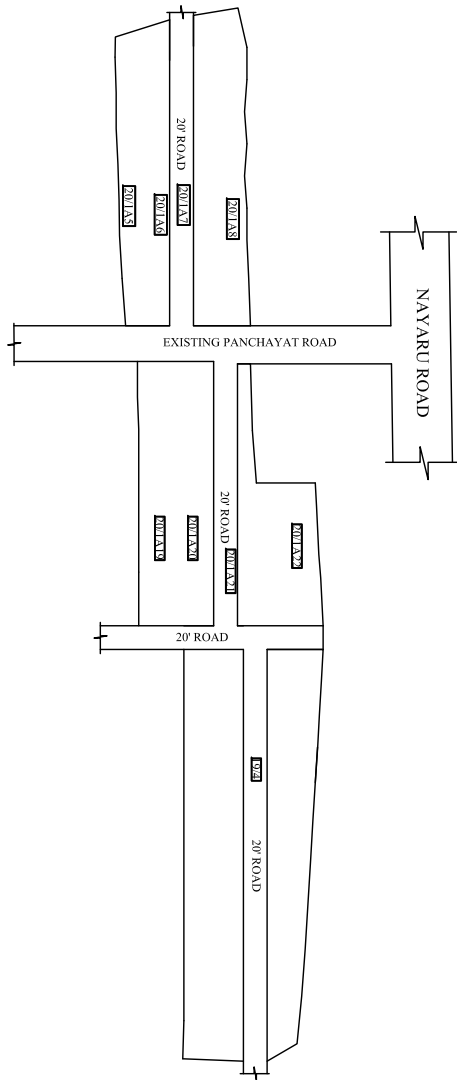 20' ROAD
20/1A5
20/1A6
20/1A7
20/1A8
EXISTING PANCHAYAT ROAD
NAYARU ROAD
20' ROAD
20/1A19
20/1A20
20/1A21
20/1A22
20' ROAD
19/4
20' ROAD